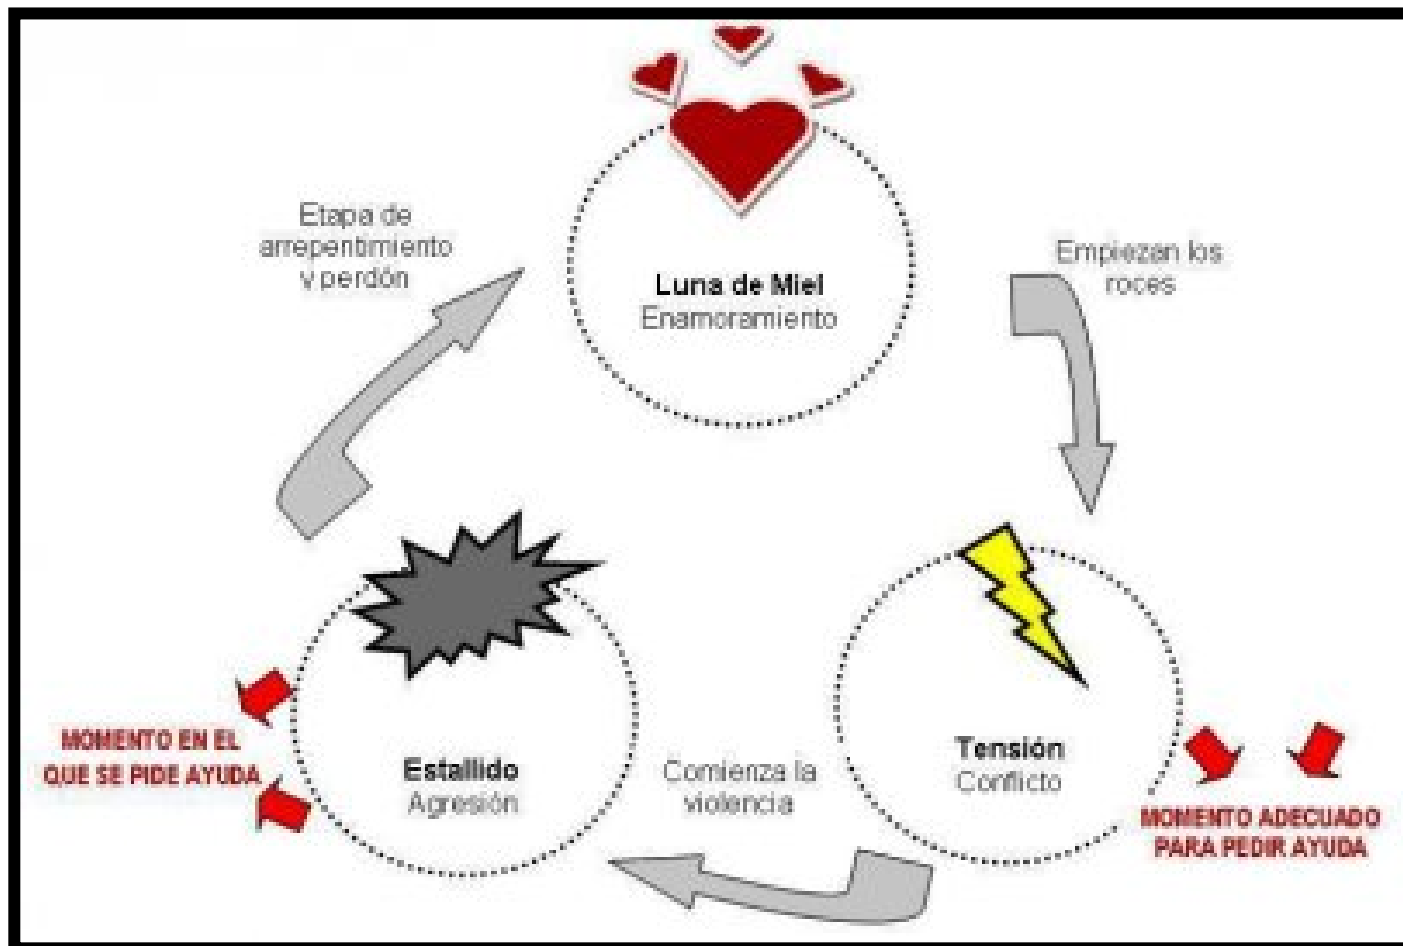 Luna de Miel
Enamoramiento
Empiezan los
roces
Tensión
Conflicto
MOMENTO ADECUADO
PARA PEDIR AYUDA
Comienza la
violencia
Estallido
Agresión
MOMENTO EN EL
QUE SE PIDE AYUDA
Etapa de
arrepentimiento
y perdón